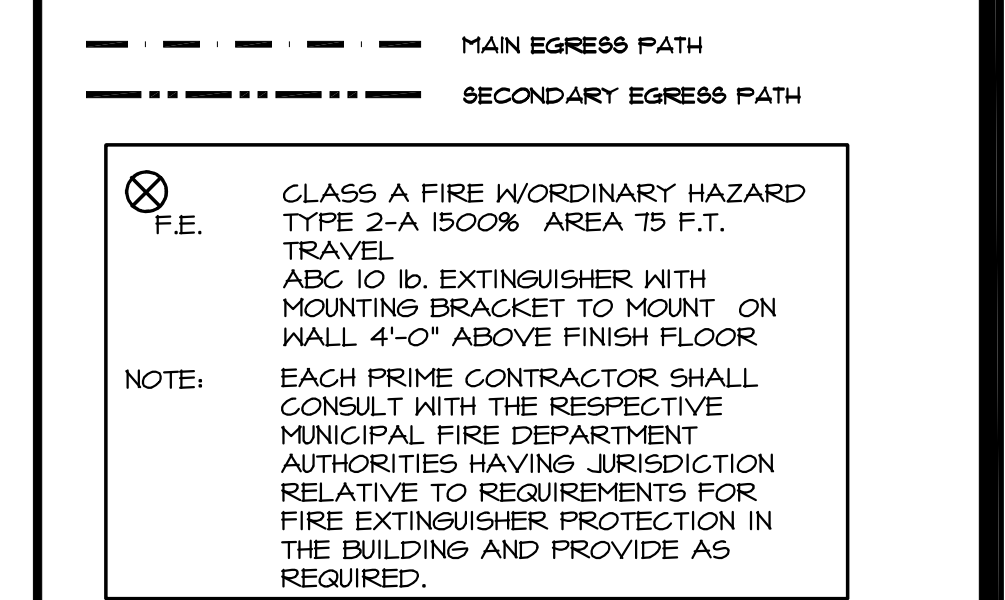 MAIN EGRESS PATH
SECONDARY EGRESS PATH
F.E.
CLASS A FIRE W/ORDINARY HAZARD
TYPE 2-A 1500% AREA 75 F.T.
TRAVEL
ABC 10 lb. EXTINGUISHER WITH
MOUNTING BRACKET TO MOUNT ON
WALL 4'-0" ABOVE FINISH FLOOR
NOTE: EACH PRIME CONTRACTOR SHALL
CONSULT WITH THE RESPECTIVE
MUNICIPAL FIRE DEPARTMENT
AUTHORITIES HAVING JURISDICTION
RELATIVE TO REQUIREMENTS FOR
FIRE EXTINGUISHER PROTECTION IN
THE BUILDING AND PROVIDE AS
REQUIRED.